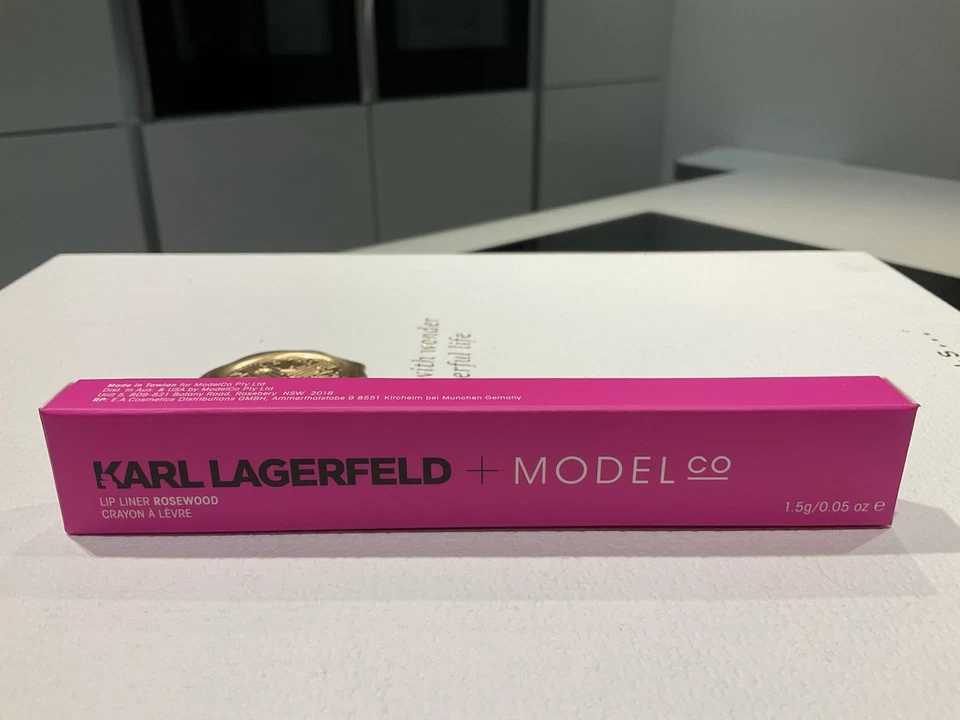 with wonder
erful life
Made in Towian for ModelCo Pty Ltd
Dist. in Aus. & USA by ModelCo Pty Ltd
Unit 5, 809-821 Botany Road, Rosebery NSW 2018
RP: E.A.Cosmetics Distributions GMBH, Ammerthalstabe 9 8551 Kirchelm bei Munchen Gemany
KARL LAGERFELD + MODEL CO
LIP LINER ROSEWOOD
CRAYON À LÈVRE
1.5g/0.05 oz ℮